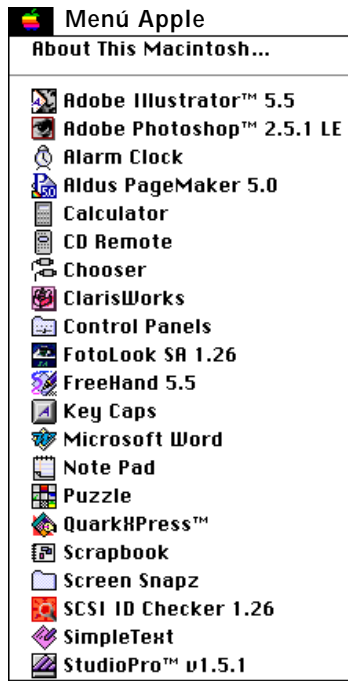 Menú Apple
About This Macintosh...
Adobe Illustrator™ 5.5
Adobe Photoshop™ 2.5.1 LE
Alarm Clock
Aldus PageMaker 5.0
Calculator
CD Remote
Chooser
ClarisWorks
Control Panels
FotoLook SA 1.26
FreeHand 5.5
Key Caps
Microsoft Word
Note Pad
Puzzle
QuarkXPress™
Scrapbook
Screen Snapz
SCSI ID Checker 1.26
SimpleText
StudioPro™ v1.5.1